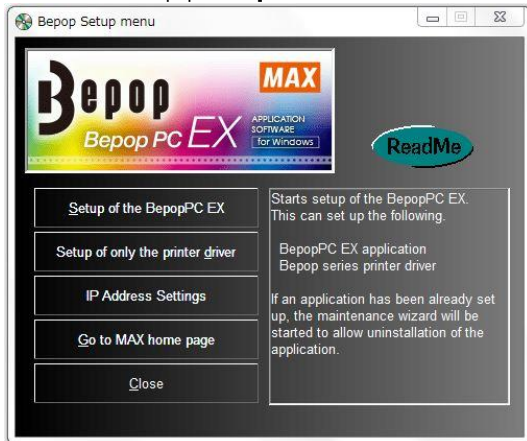 Bepop Setup menu
Bepop
MAX
Bepop PC EX
APPLICATION
SOFTWARE
for Windows
ReadMe
Setup of the BepopPC EX
Setup of only the printer driver
IP Address Settings
Go to MAX home page
Close
Starts setup of the BepopPC EX.
This can set up the following.
BepopPC EX application
Bepop series printer driver
If an application has been already set
up, the maintenance wizard will be
started to allow uninstallation of the
application.